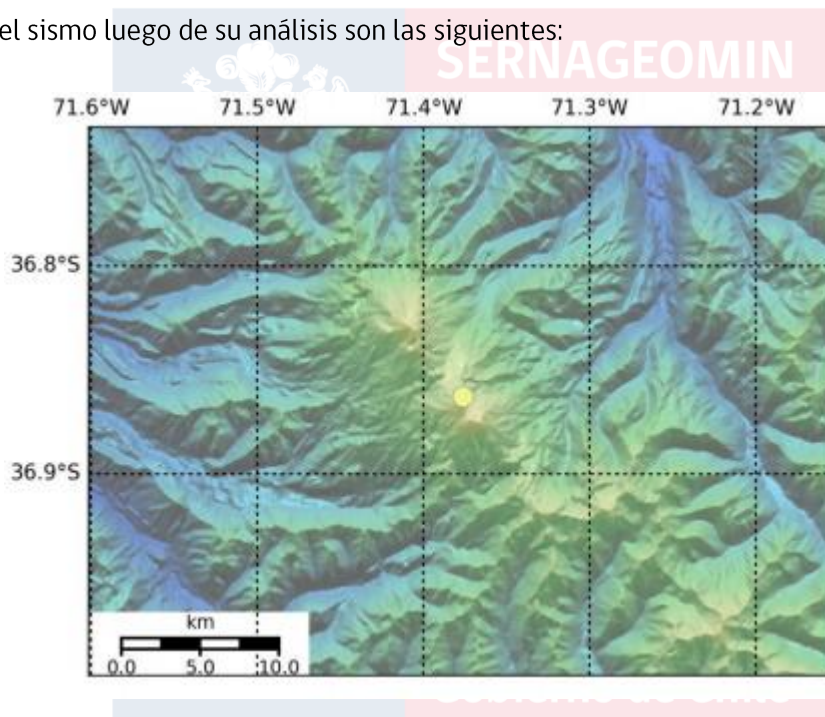 el sismo luego de su análisis son las siguientes:
SERNAGEOMIN
71.6°W 71.5°W 71.4°W 71.3°W 71.2°W
36.8°S
36.9°S
km
0.0 5.0 10.0